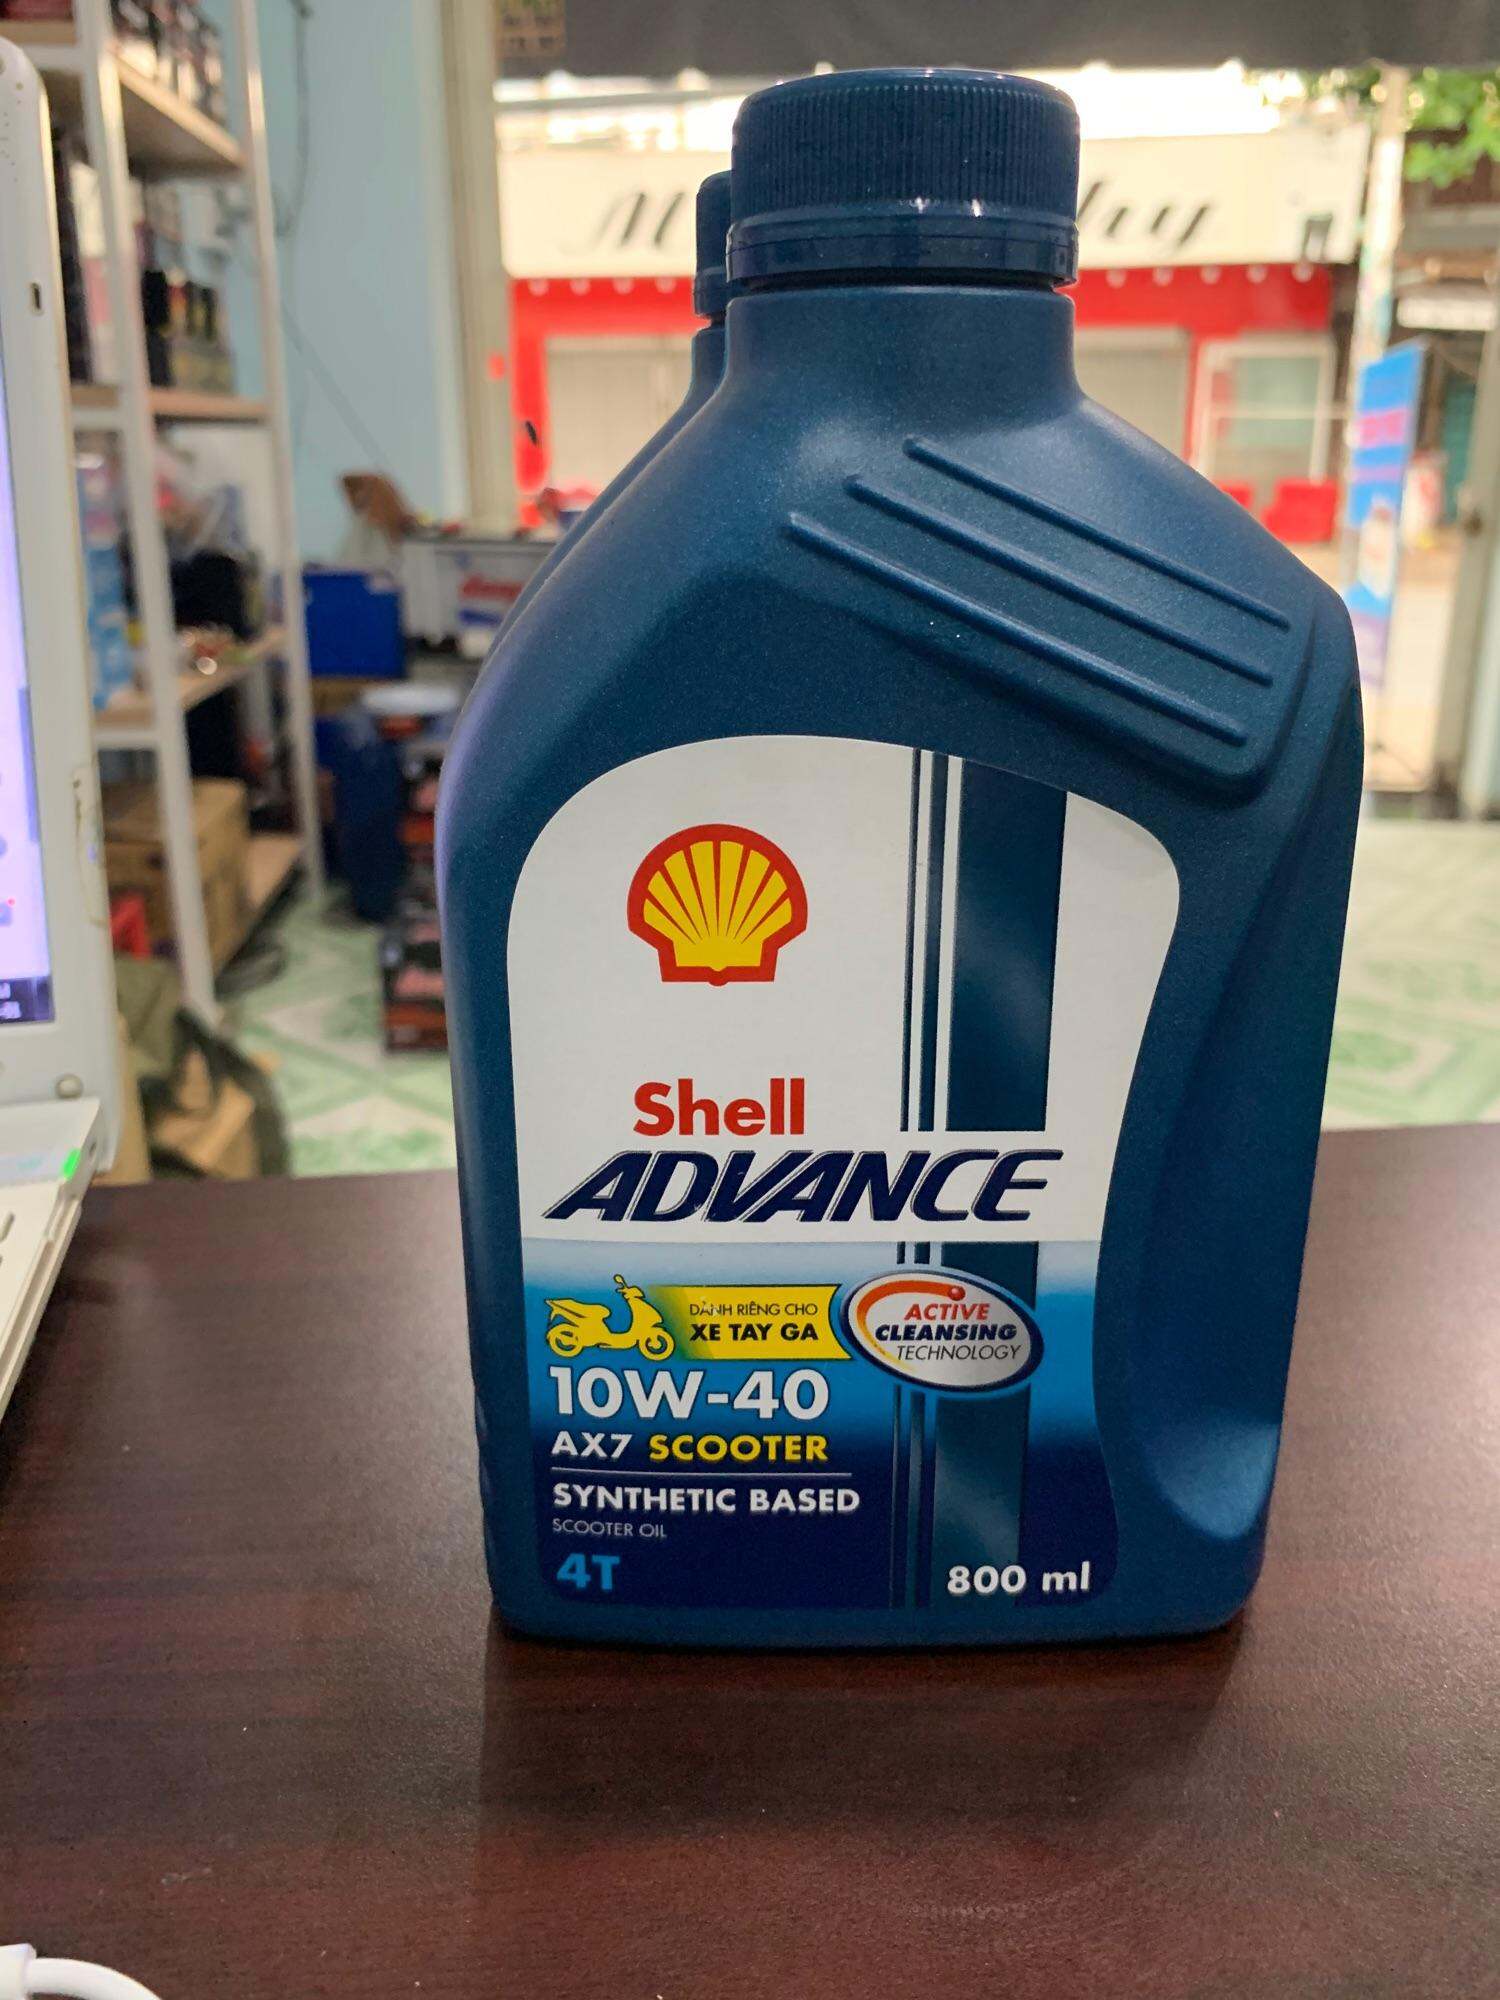 Shell
ADVANCE
DÀNH RIÊNG CHO
XE TAY GA
ACTIVE
CLEANSING
TECHNOLOGY
10W-40
AX7 SCOOTER
SYNTHETIC BASED
SCOOTER OIL
4T
800 ml